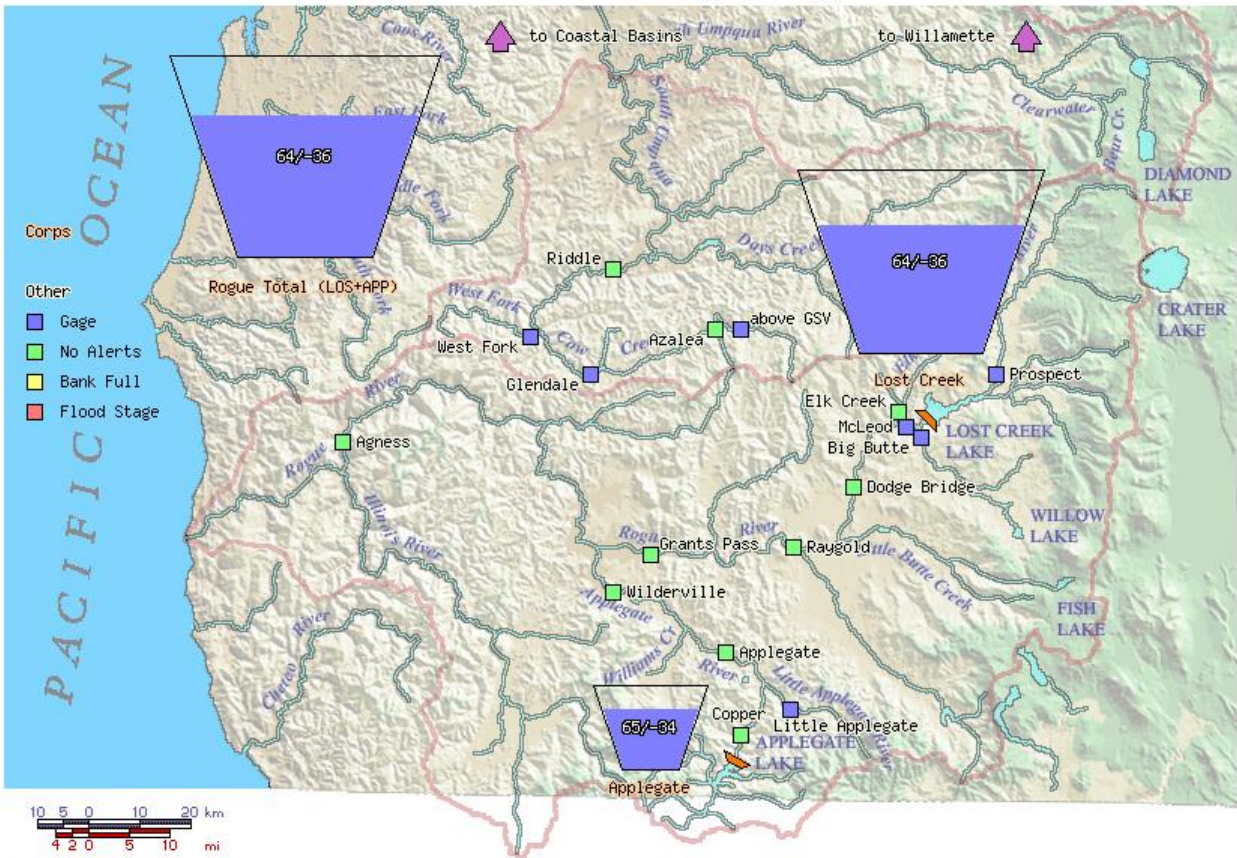 to Coastal Basins
to Willamette
Coos River
Umpqua River
South Umpqua
Clearwater
Bear Cr.
East Fork
64/-36
DIAMOND
LAKE
PACIFIC OCEAN
Corps
Other
Gage
No Alerts
Bank Full
Flood Stage
Rogue Total (LOS+APP)
Riddle
Days Creek
64/-36
River
CRATER
LAKE
West Fork
West Fork
Cow
Creek
Azalea
above GSV
Glendale
Elk
Lost Creek
Prospect
Elk Creek
McLeod
Big Butte
LOST CREEK
LAKE
Rogue
River
Agness
Dodge Bridge
WILLOW
LAKE
Illinois River
Rogue
River
Grants Pass
Raygold
Little Butte Creek
FISH
LAKE
Wilderville
Applegate
River
Williams Cr
Applegate
Chetco River
Little Applegate River
65/-34
Copper
Little Applegate
APPLEGATE
LAKE
Applegate
10 5 0 10 20 km
4 2 0 5 10 mi